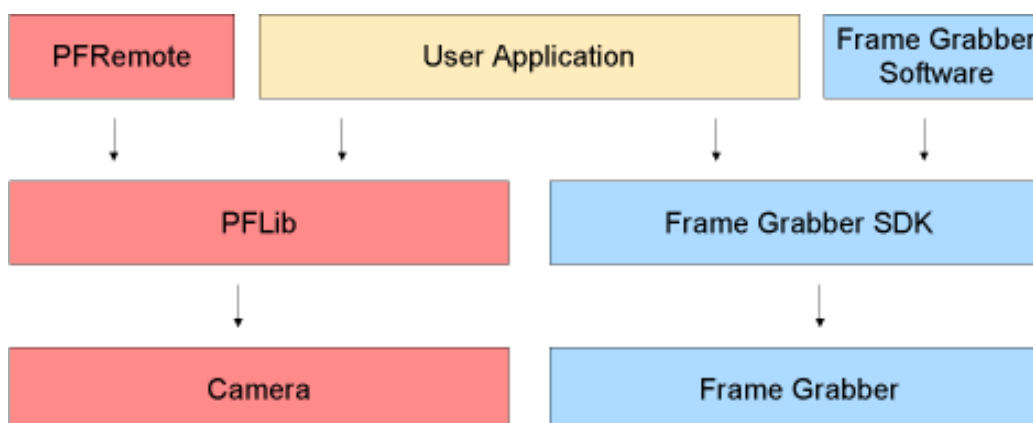 PFRemote
User Application
Frame Grabber
Software
PFLib
Frame Grabber SDK
Camera
Frame Grabber